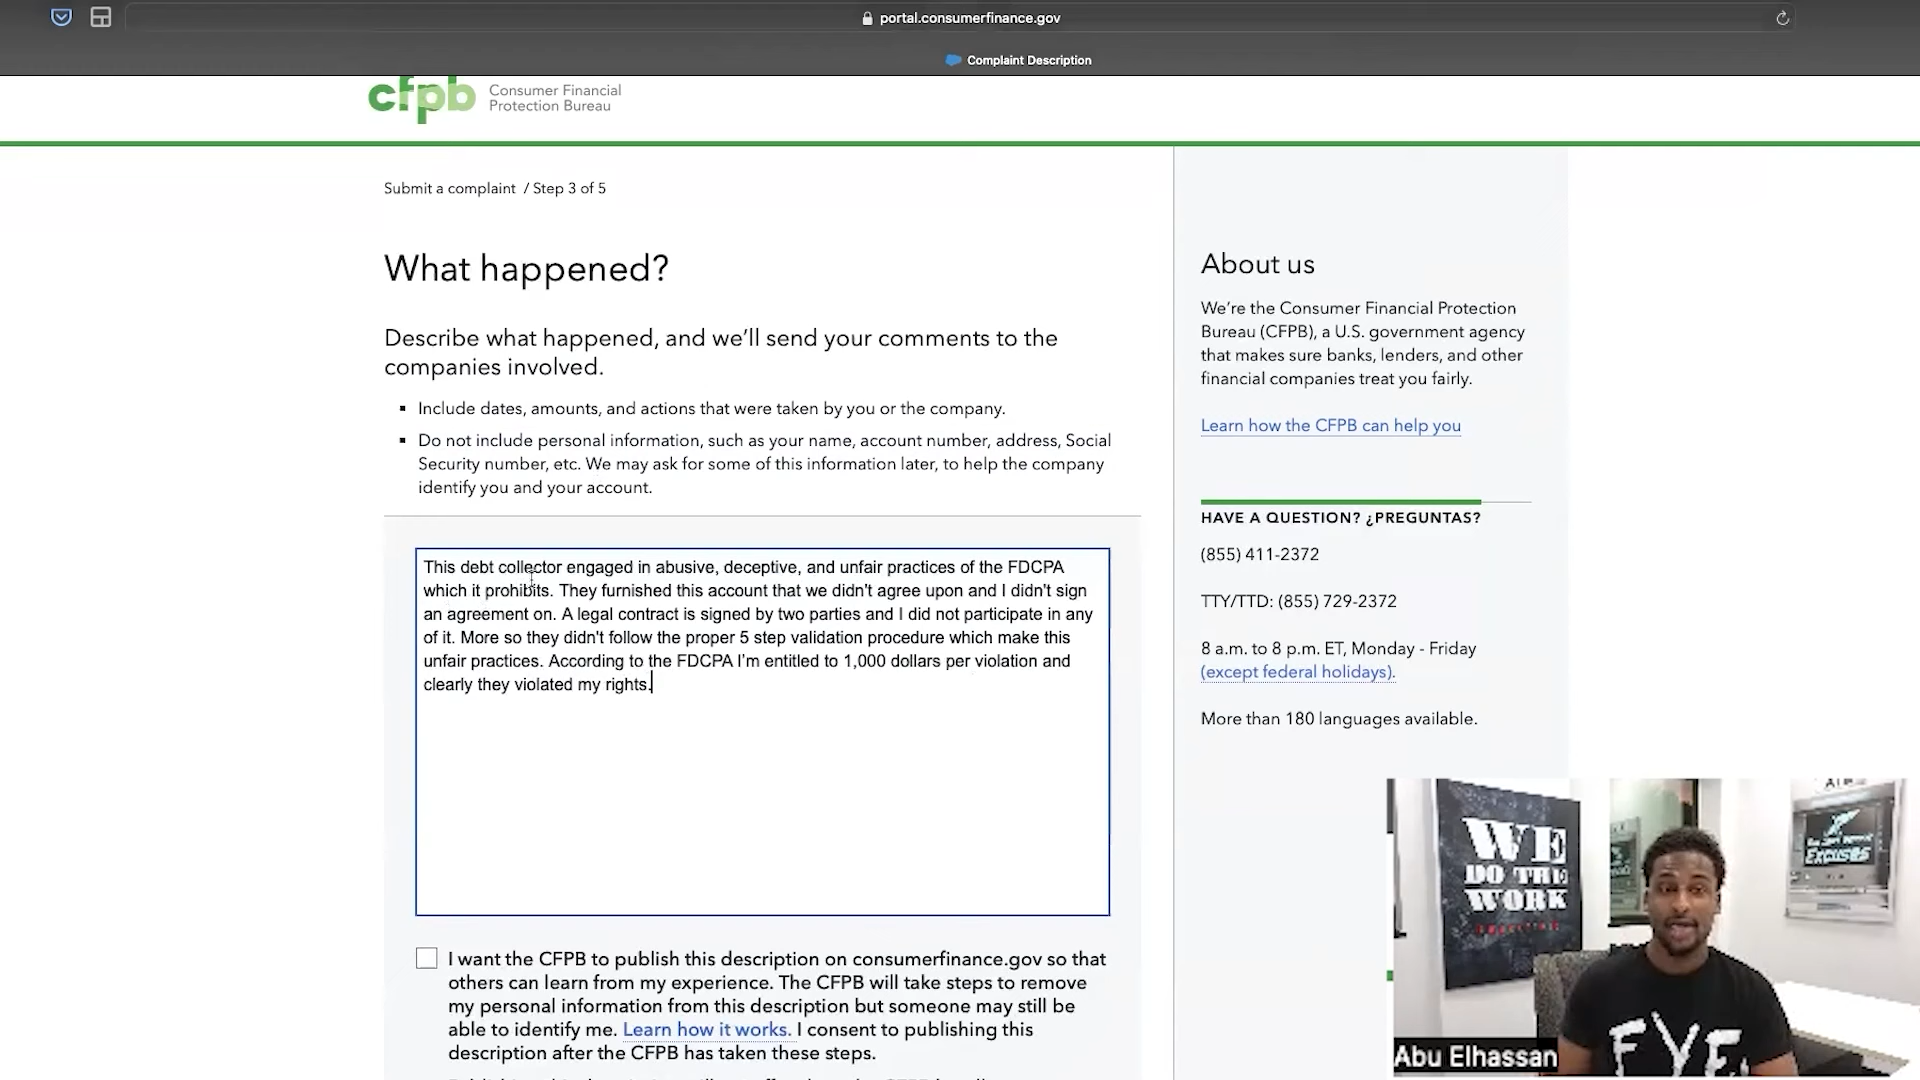 portal.consumerfinance.gov
Complaint Description
cfpb
Consumer Financial
Protection Bureau
Submit a complaint / Step 3 of 5
What happened?
Describe what happened, and we'll send your comments to the
companies involved.
▪ Include dates, amounts, and actions that were taken by you or the company.
▪ Do not include personal information, such as your name, account number, address, Social
Security number, etc. We may ask for some of this information later, to help the company
identify you and your account.
This debt collector engaged in abusive, deceptive, and unfair practices of the FDCPA
which it prohibits. They furnished this account that we didn't agree upon and I didn't sign
an agreement on. A legal contract is signed by two parties and I did not participate in any
of it. More so they didn't follow the proper 5 step validation procedure which make this
unfair practices. According to the FDCPA I'm entitled to 1,000 dollars per violation and
clearly they violated my rights.
I want the CFPB to publish this description on consumerfinance.gov so that
others can learn from my experience. The CFPB will take steps to remove
my personal information from this description but someone may still be
able to identify me. Learn how it works. I consent to publishing this
description after the CFPB has taken these steps.
About us
We're the Consumer Financial Protection
Bureau (CFPB), a U.S. government agency
that makes sure banks, lenders, and other
financial companies treat you fairly.
Learn how the CFPB can help you
HAVE A QUESTION? ¿PREGUNTAS?
(855) 411-2372
TTY/TTD: (855) 729-2372
8 a.m. to 8 p.m. ET, Monday - Friday
(except federal holidays).
More than 180 languages available.
WE
DO THE
WORK
EXCUSES
EYE
Abu Elhassan